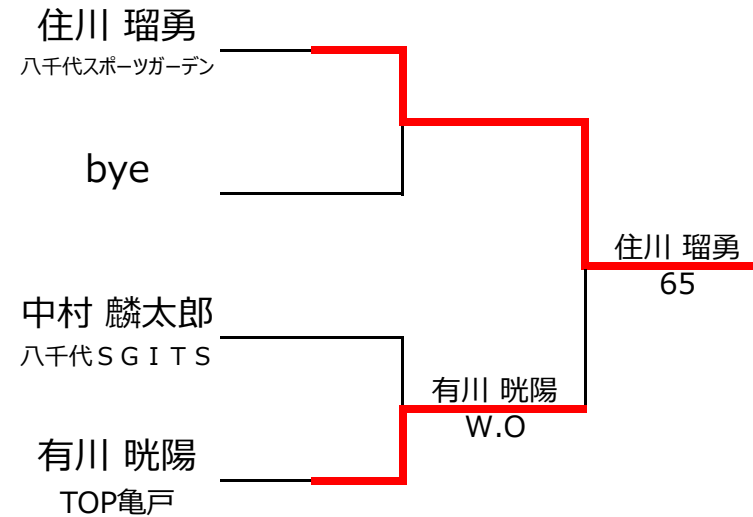 住川 瑠勇
八千代スポーツガーデン
bye
中村 麟太郎
八千代ＳＧＩＴＳ
有川 晄陽
TOP亀戸
有川 晄陽
W.O
住川 瑠勇
65